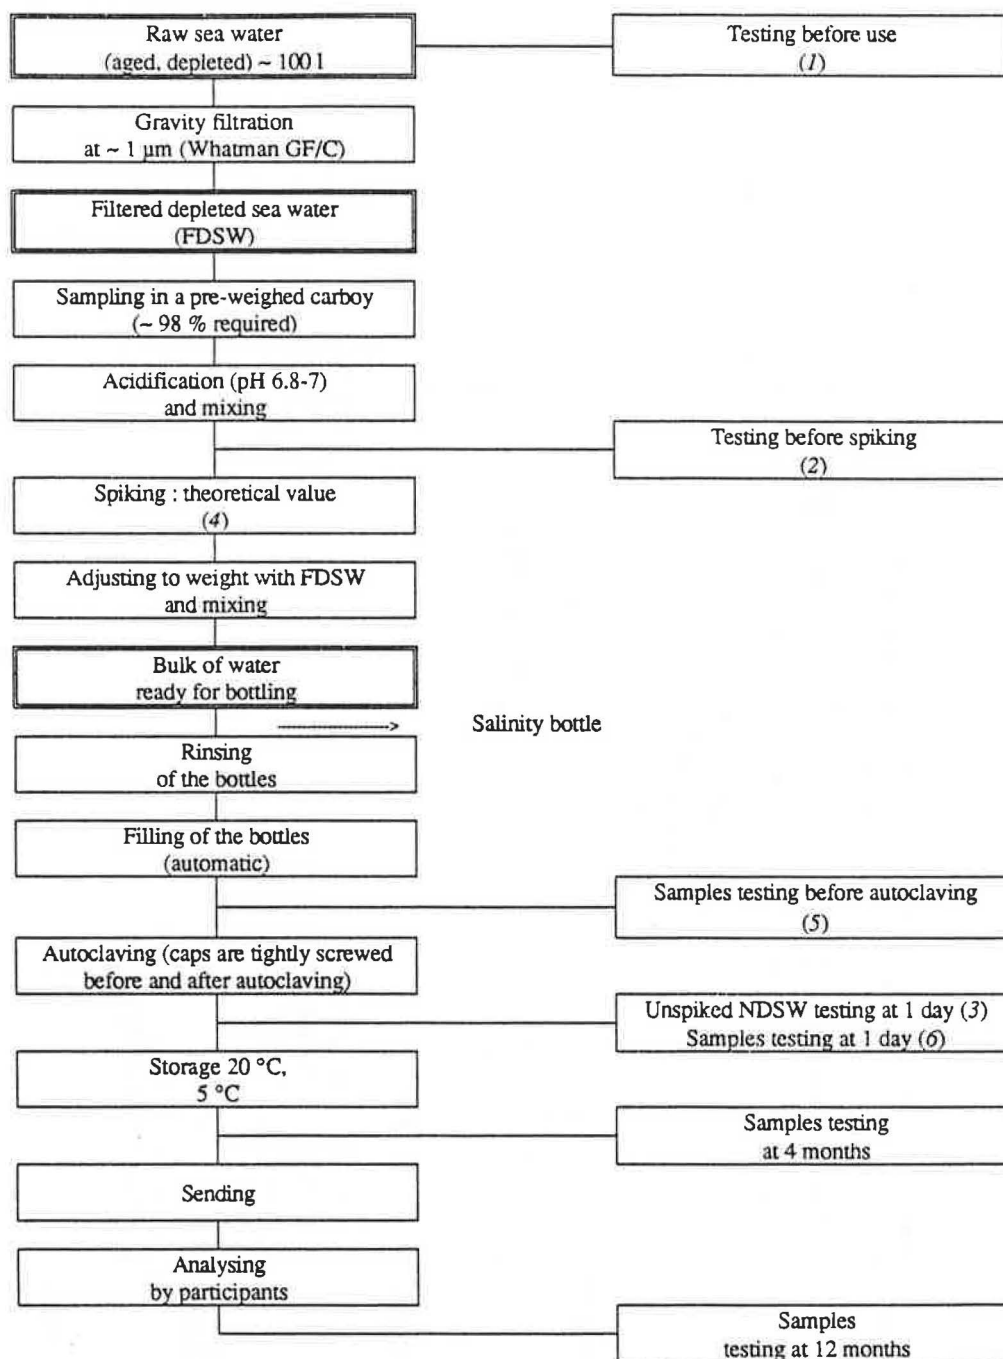 Raw sea water
(aged, depleted) ~ 100 l
Testing before use
(1)
Gravity filtration
at ~ 1 µm (Whatman GF/C)
Filtered depleted sea water
(FDSW)
Sampling in a pre-weighed carboy
(~ 98 % required)
Acidification (pH 6.8-7)
and mixing
Testing before spiking
(2)
Spiking : theoretical value
(4)
Adjusting to weight with FDSW
and mixing
Bulk of water
ready for bottling
Salinity bottle
Rinsing
of the bottles
Filling of the bottles
(automatic)
Samples testing before autoclaving
(5)
Autoclaving (caps are tightly screwed
before and after autoclaving)
Unspiked NDSW testing at 1 day (3)
Samples testing at 1 day (6)
Storage 20 °C,
5 °C
Samples testing
at 4 months
Sending
Analysing
by participants
Samples
testing at 12 months